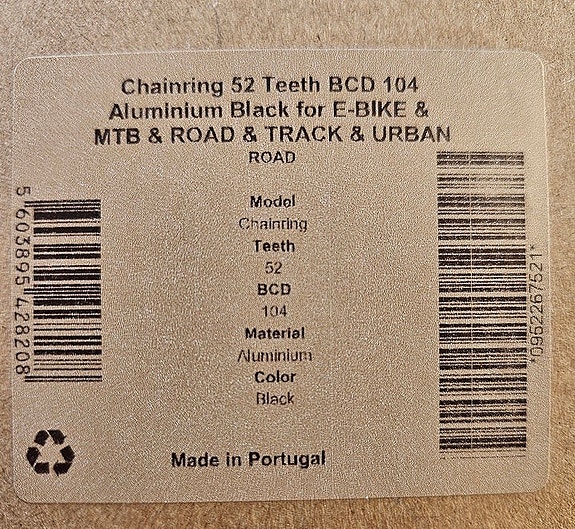 Chainring 52 Teeth BCD 104
Aluminium Black for E-BIKE &
MTB & ROAD & TRACK & URBAN
ROAD
Model
Chainring
Teeth
52
BCD
104
Material
Aluminium
Color
Black
Made in Portugal
5 603895 428208
*0952267521*